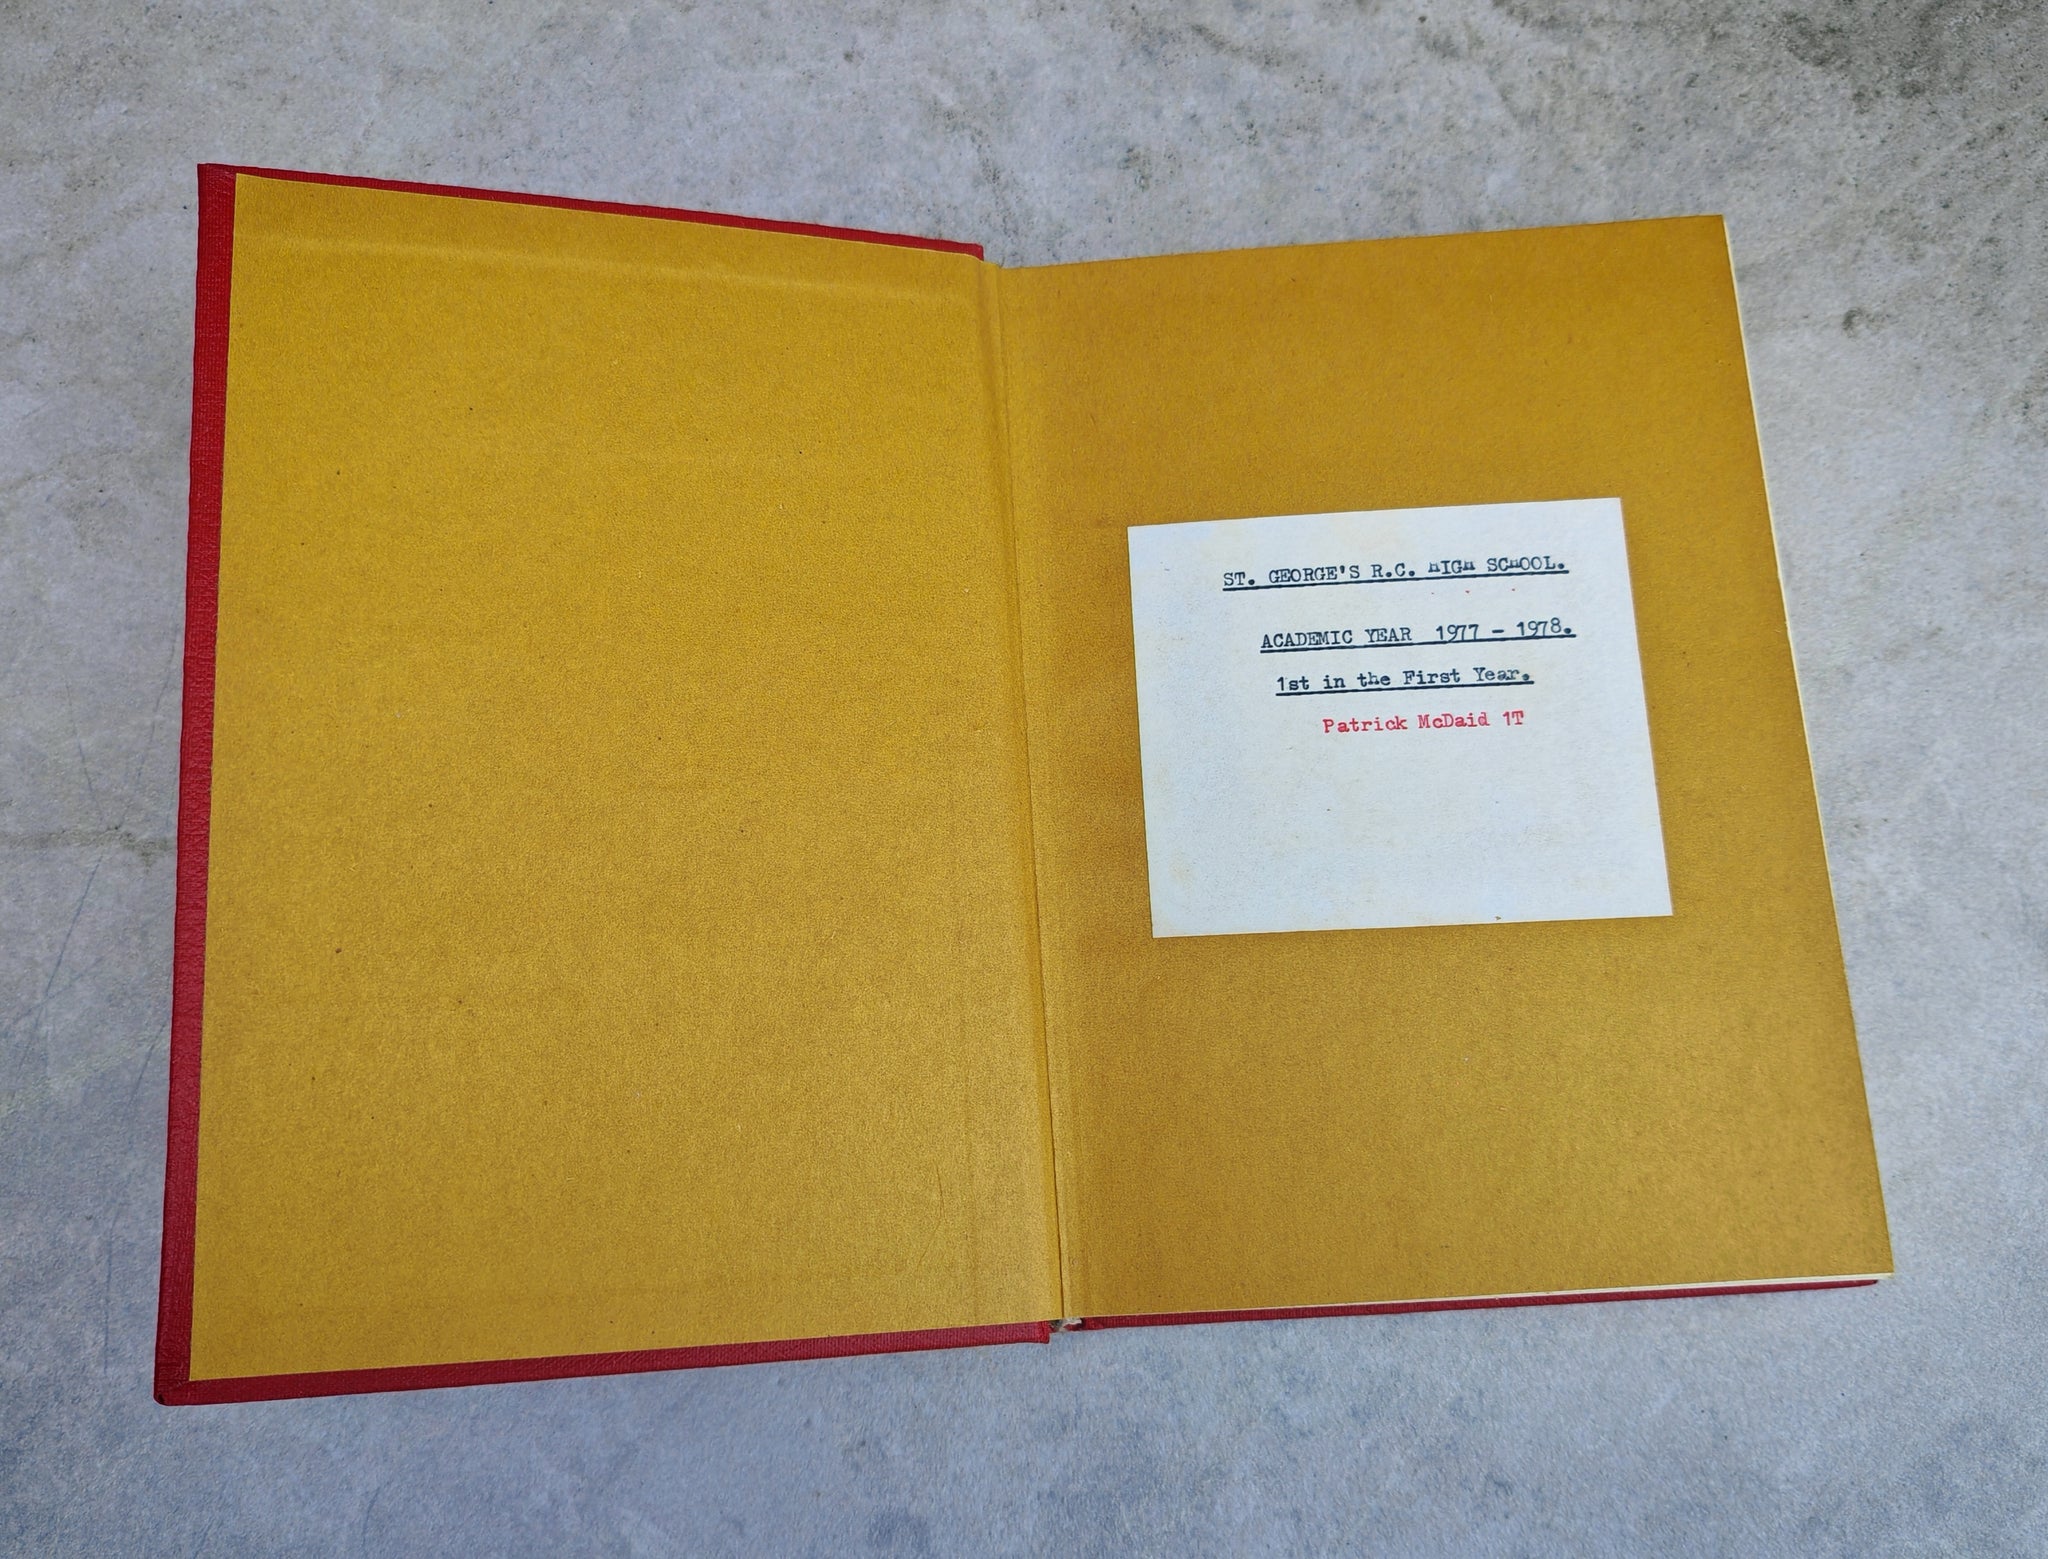 ST. GEORGE'S R.C. HIGH SCHOOL.
ACADEMIC YEAR 1977 - 1978.
1st in the First Year.
Patrick McDaid 1T